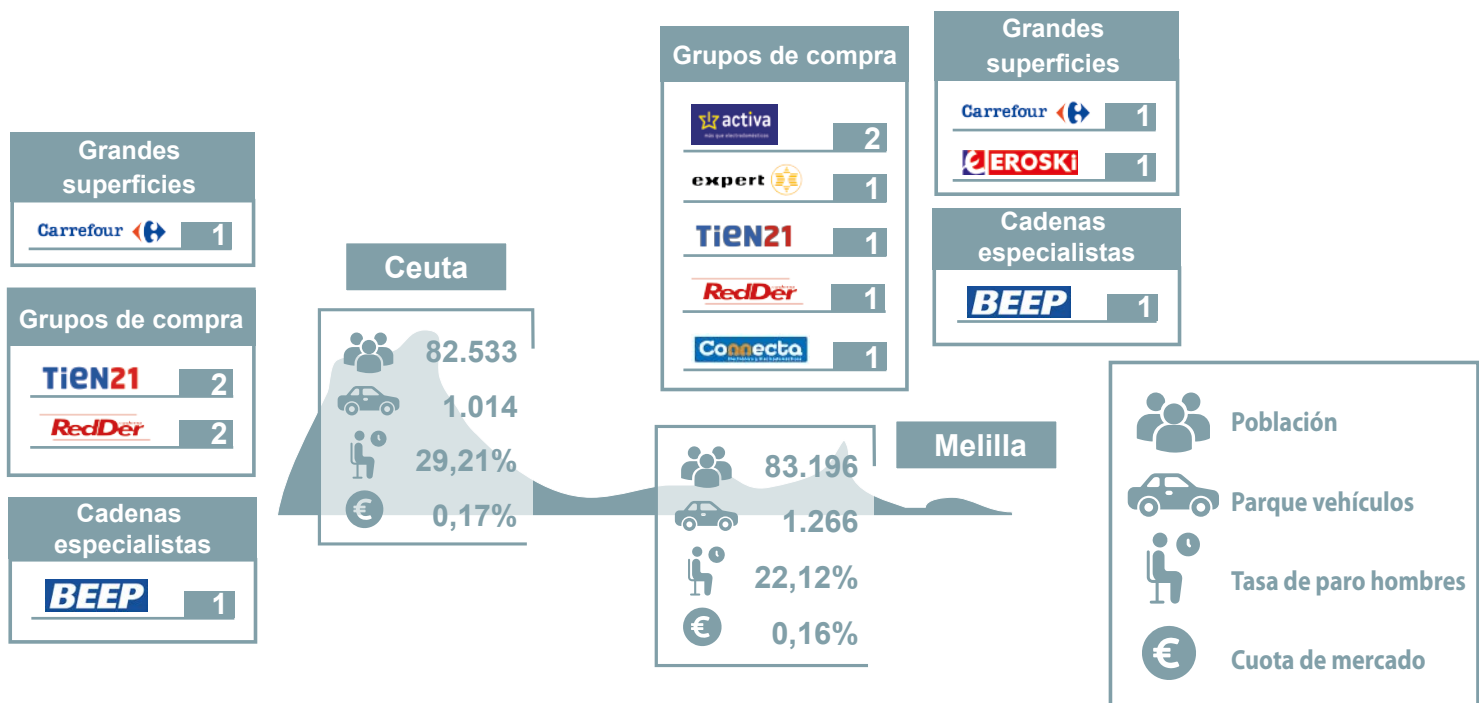 Grandes
superficies
Carrefour 1
Grupos de compra
TIEN21 2
RedDer 2
Cadenas
especialistas
BEEP 1
Ceuta
82.533
1.014
29,21%
€ 0,17%
Grupos de compra
activa 2
más que electrodomésticos
expert 1
TIEN21 1
RedDer 1
Connecta 1
Grandes
superficies
Carrefour 1
EROSKI 1
Cadenas
especialistas
BEEP 1
Melilla
83.196
1.266
22,12%
€ 0,16%
Población
Parque vehículos
Tasa de paro hombres
€ Cuota de mercado